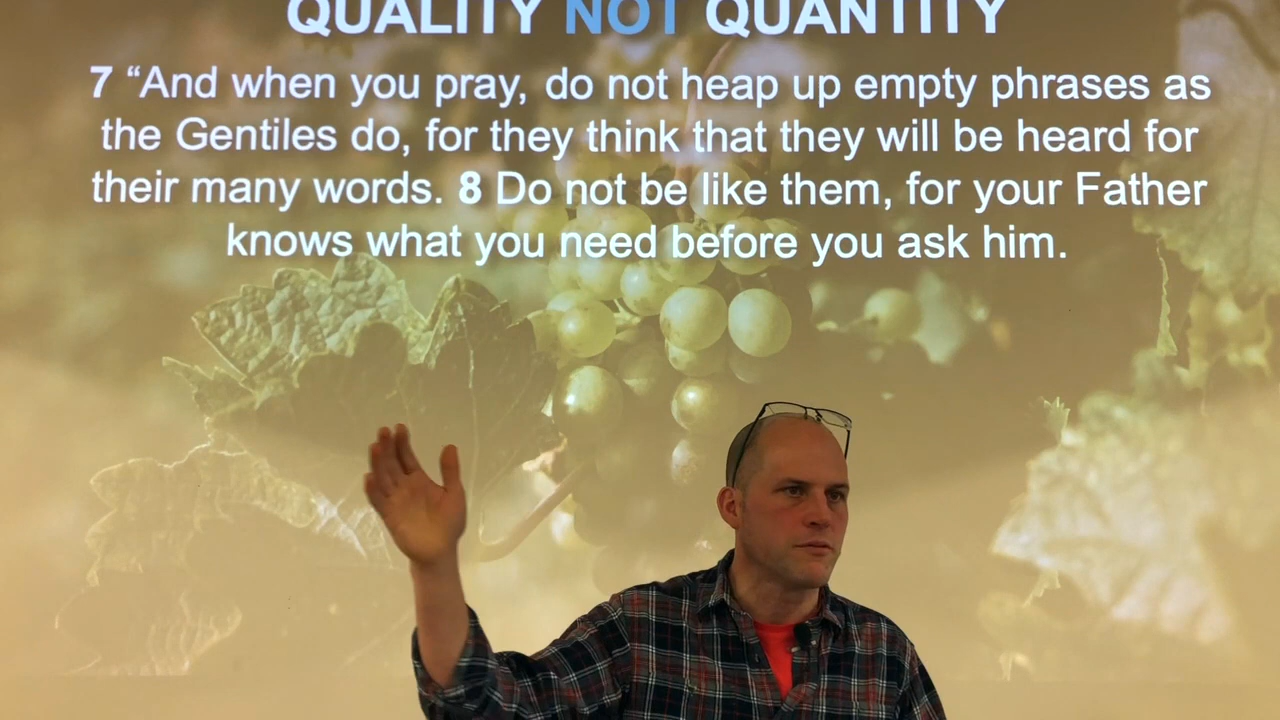 QUALITY NOT QUANTITY
7 “And when you pray, do not heap up empty phrases as
the Gentiles do, for they think that they will be heard for
their many words. 8 Do not be like them, for your Father
knows what you need before you ask him.